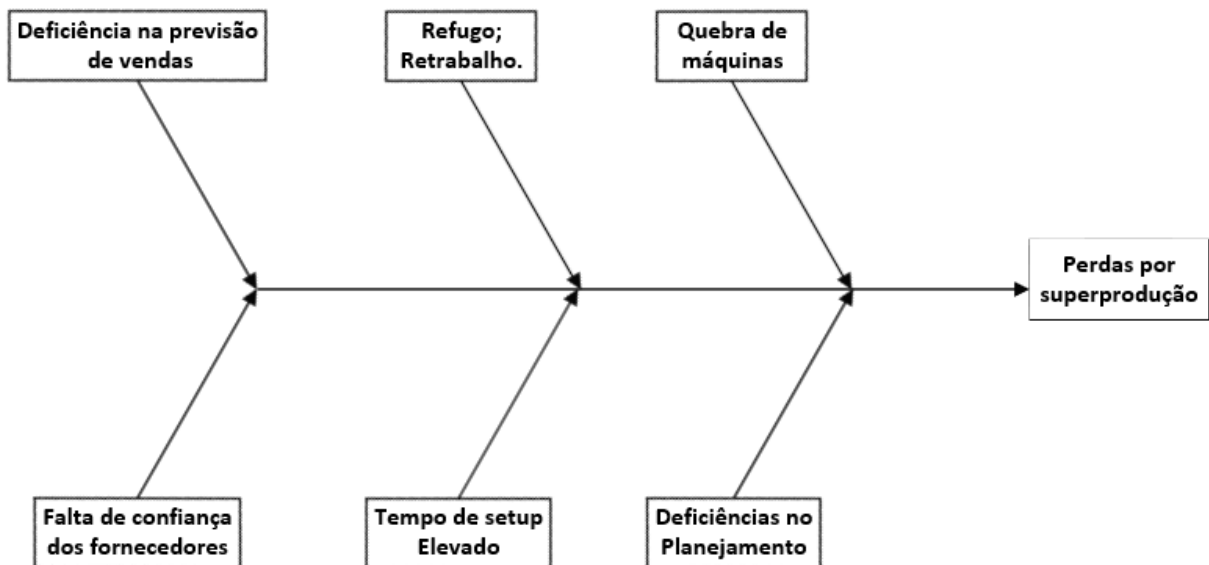 Deficiência na previsão
de vendas
Refugo;
Retrabalho.
Quebra de
máquinas
Perdas por
superprodução
Falta de confiança
dos fornecedores
Tempo de setup
Elevado
Deficiências no
Planejamento